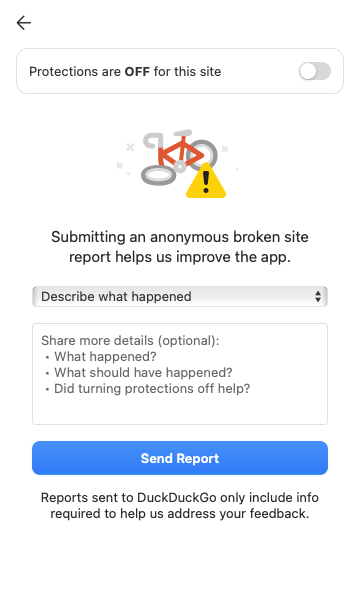 Protections are OFF for this site
Submitting an anonymous broken site
report helps us improve the app.
Describe what happened
Share more details (optional):
• What happened?
• What should have happened?
• Did turning protections off help?
Send Report
Reports sent to DuckDuckGo only include info
required to help us address your feedback.